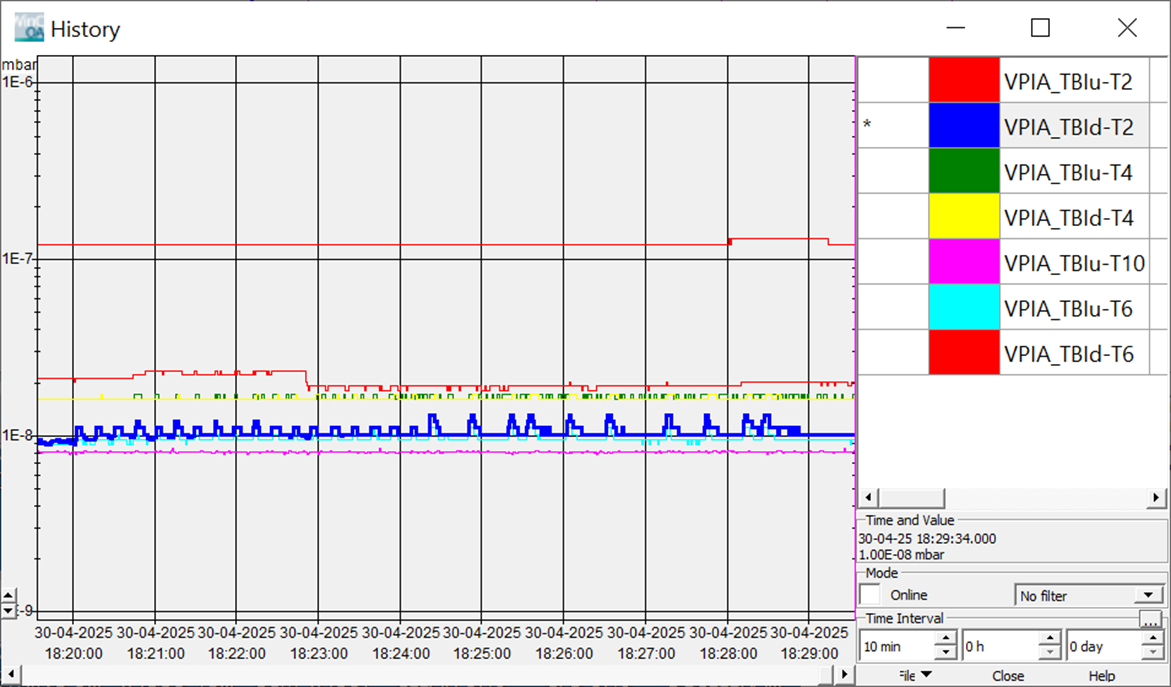 History
mbar
1E-6
1E-7
1E-8
VPIA_TBIu-T2
* VPIA_TBId-T2
VPIA_TBIu-T4
VPIA_TBId-T4
VPIA_TBIu-T10
VPIA_TBIu-T6
VPIA_TBId-T6
30-04-2025 30-04-2025 30-04-2025 30-04-2025 30-04-2025 30-04-2025 30-04-2025 30-04-2025 30-04-2025 30-04-2025
18:20:00 18:21:00 18:22:00 18:23:00 18:24:00 18:25:00 18:26:00 18:27:00 18:28:00 18:29:00
Time and Value
30-04-25 18:29:34.000
1.00E-08 mbar
Mode
Online
No filter
Time Interval
...
10 min
0 h
0 day
Close
Help